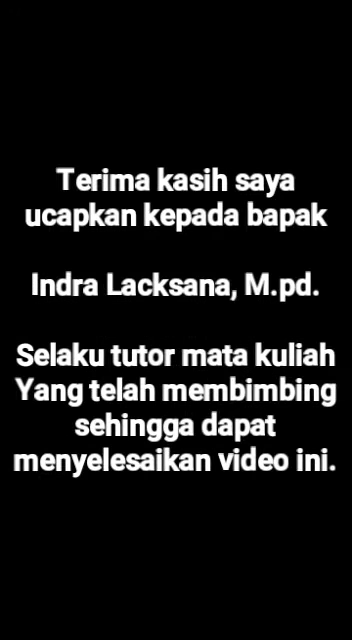 Terima kasih saya
ucapkan kepada bapak
Indra Lacksana, M.pd.
Selaku tutor mata kuliah
Yang telah membimbing
sehingga dapat
menyelesaikan video ini.